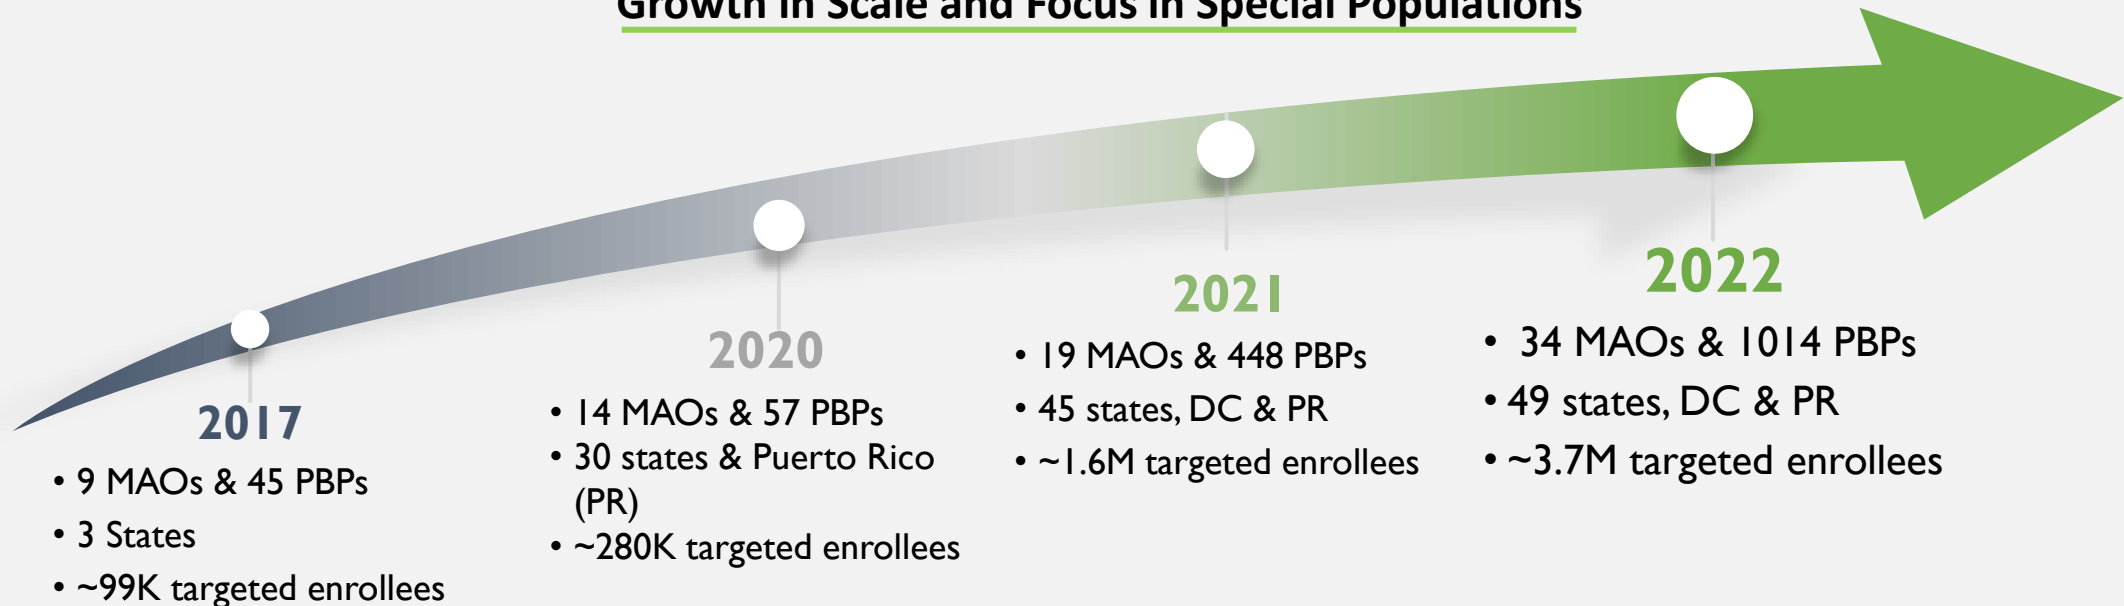 Growth in Scale and Focus in Special Populations
2017
• 9 MAOs & 45 PBPs
• 3 States
• ~99K targeted enrollees
2020
• 14 MAOs & 57 PBPs
• 30 states & Puerto Rico
(PR)
• ~280K targeted enrollees
2021
• 19 MAOs & 448 PBPs
• 45 states, DC & PR
• ~1.6M targeted enrollees
2022
• 34 MAOs & 1014 PBPs
• 49 states, DC & PR
• ~3.7M targeted enrollees